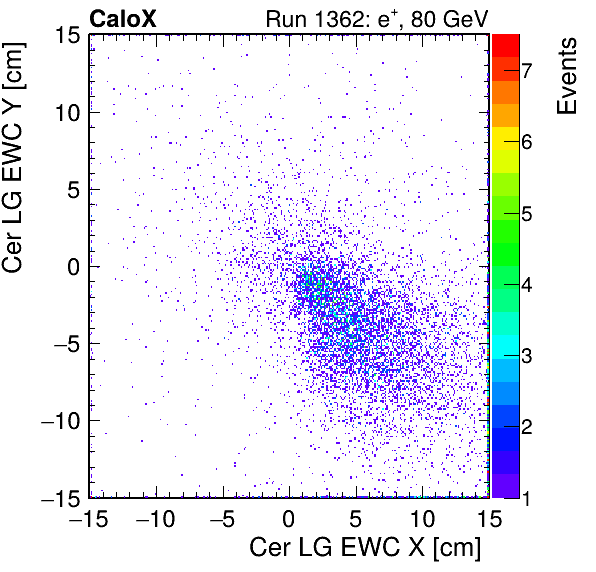 CaloX Run 1362: e⁺, 80 GeV
Cer LG EWC Y [cm]
15
10
5
0
−5
−10
−15
−15 −10 −5 0 5 10 15
Cer LG EWC X [cm]
Events
7
6
5
4
3
2
1